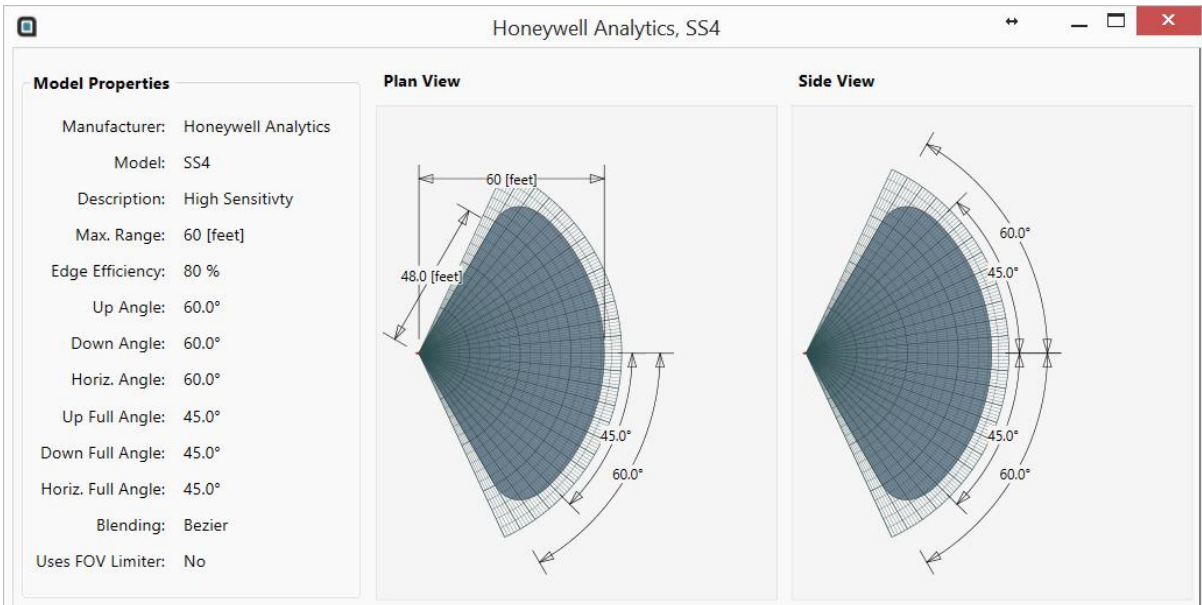 Honeywell Analytics, SS4
Model Properties
Manufacturer: Honeywell Analytics
Model: SS4
Description: High Sensitivty
Max. Range: 60 [feet]
Edge Efficiency: 80 %
Up Angle: 60.0°
Down Angle: 60.0°
Horiz. Angle: 60.0°
Up Full Angle: 45.0°
Down Full Angle: 45.0°
Horiz. Full Angle: 45.0°
Blending: Bezier
Uses FOV Limiter: No
Plan View
60 [feet]
48.0 [feet]
45.0°
60.0°
Side View
60.0°
45.0°
45.0°
60.0°